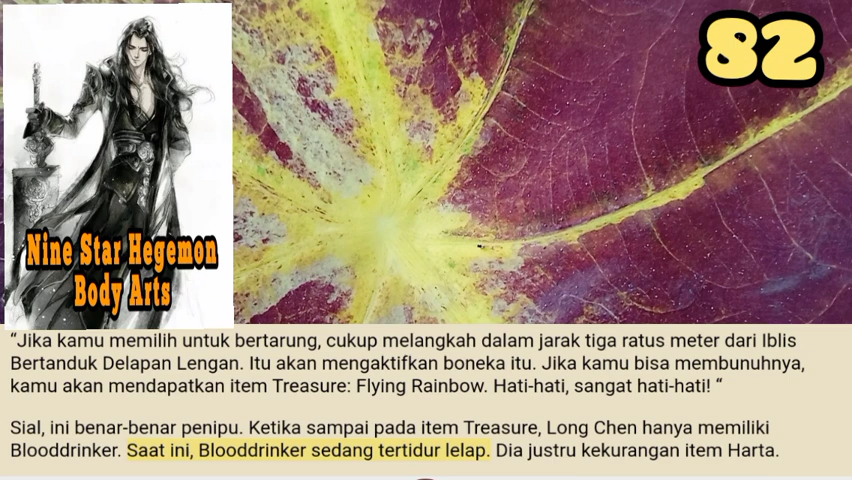 82
Nine Star Hegemon
Body Arts
“Jika kamu memilih untuk bertarung, cukup melangkah dalam jarak tiga ratus meter dari Iblis
Bertanduk Delapan Lengan. Itu akan mengaktifkan boneka itu. Jika kamu bisa membunuhnya,
kamu akan mendapatkan item Treasure: Flying Rainbow. Hati-hati, sangat hati-hati! “
Sial, ini benar-benar penipu. Ketika sampai pada item Treasure, Long Chen hanya memiliki
Blooddrinker. Saat ini, Blooddrinker sedang tertidur lelap. Dia justru kekurangan item Harta.